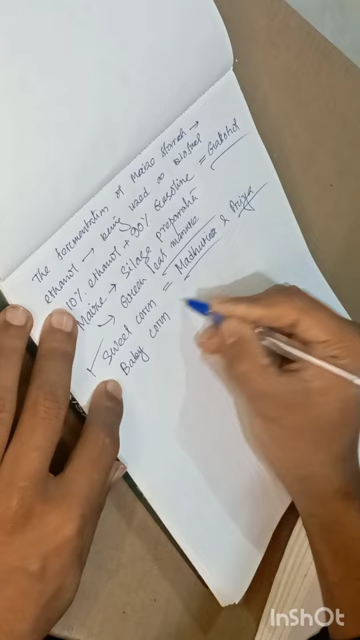 The fermentation of Maize starch →
ethanol → being used as Biofuel
10% ethanol + 90% Gasoline = Gasohol
Maize → Silage preparatn
↳ Green leaf manure
Sweet corn = Madhuri & Priya
Baby corn
InShOt